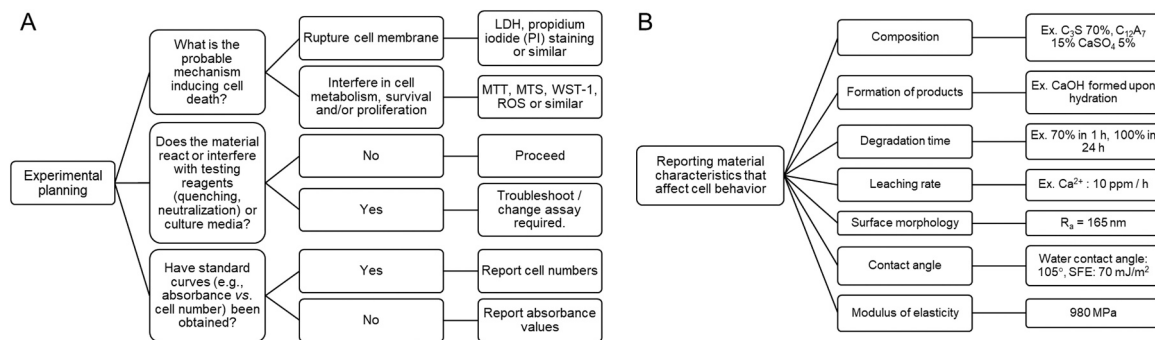 A
Experimental
planning
What is the
probable
mechanism
inducing cell
death?
Rupture cell membrane
LDH, propidium
iodide (PI) staining
or similar
Interfere in cell
metabolism, survival
and/or proliferation
MTT, MTS, WST-1,
ROS or similar
Does the material
react or interfere
with testing
reagents
(quenching,
neutralization) or
culture media?
No
Proceed
Yes
Troubleshoot /
change assay
required.
Have standard
curves (e.g.,
absorbance vs.
cell number) been
obtained?
Yes
Report cell numbers
No
Report absorbance
values
B
Reporting material
characteristics that
affect cell behavior
Composition
Ex. C₃S 70%, C₁₂A₇
15% CaSO₄ 5%
Formation of products
Ex. CaOH formed upon
hydration
Degradation time
Ex. 70% in 1 h, 100% in
24 h
Leaching rate
Ex. Ca²⁺ : 10 ppm / h
Surface morphology
Rₐ = 165 nm
Contact angle
Water contact angle:
105°, SFE: 70 mJ/m²
Modulus of elasticity
980 MPa